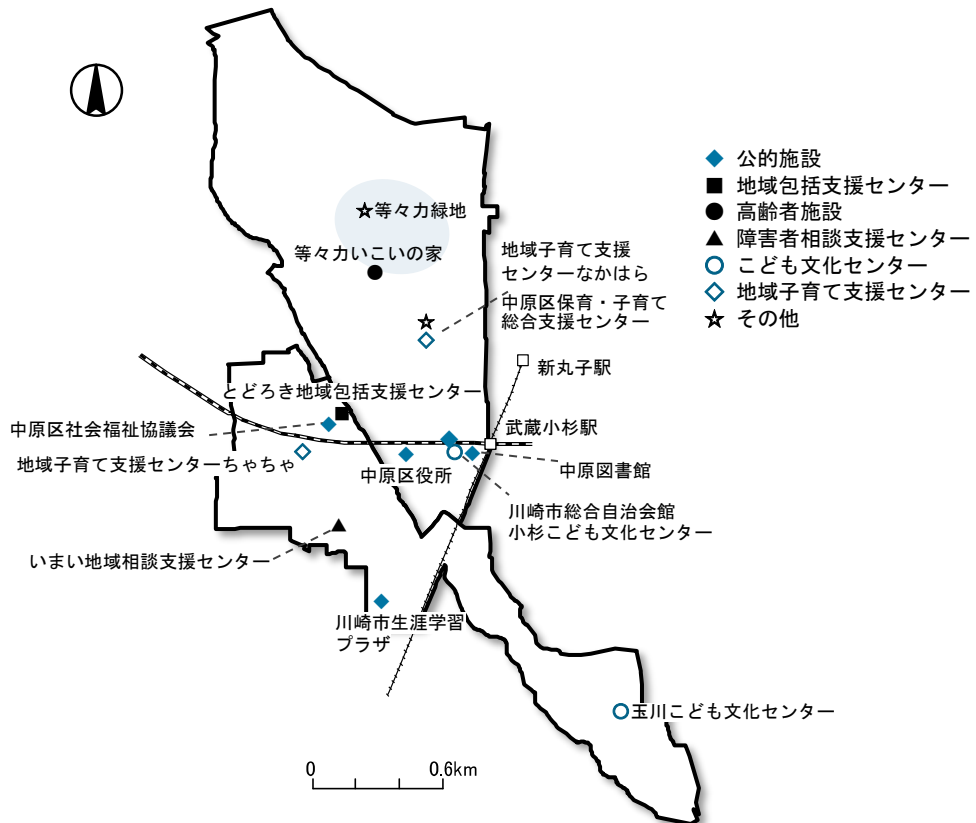 公的施設
地域包括支援センター
高齢者施設
障害者相談支援センター
こども文化センター
地域子育て支援センター
その他
等々力緑地
等々力いこいの家
地域子育て支援
センターなかはら
中原区保育・子育て
総合支援センター
新丸子駅
とどろき地域包括支援センター
中原区社会福祉協議会
武蔵小杉駅
地域子育て支援センターちゃちゃ
中原区役所
中原図書館
川崎市総合自治会館
小杉こども文化センター
いまい地域相談支援センター
川崎市生涯学習
プラザ
玉川こども文化センター
0 0.6km